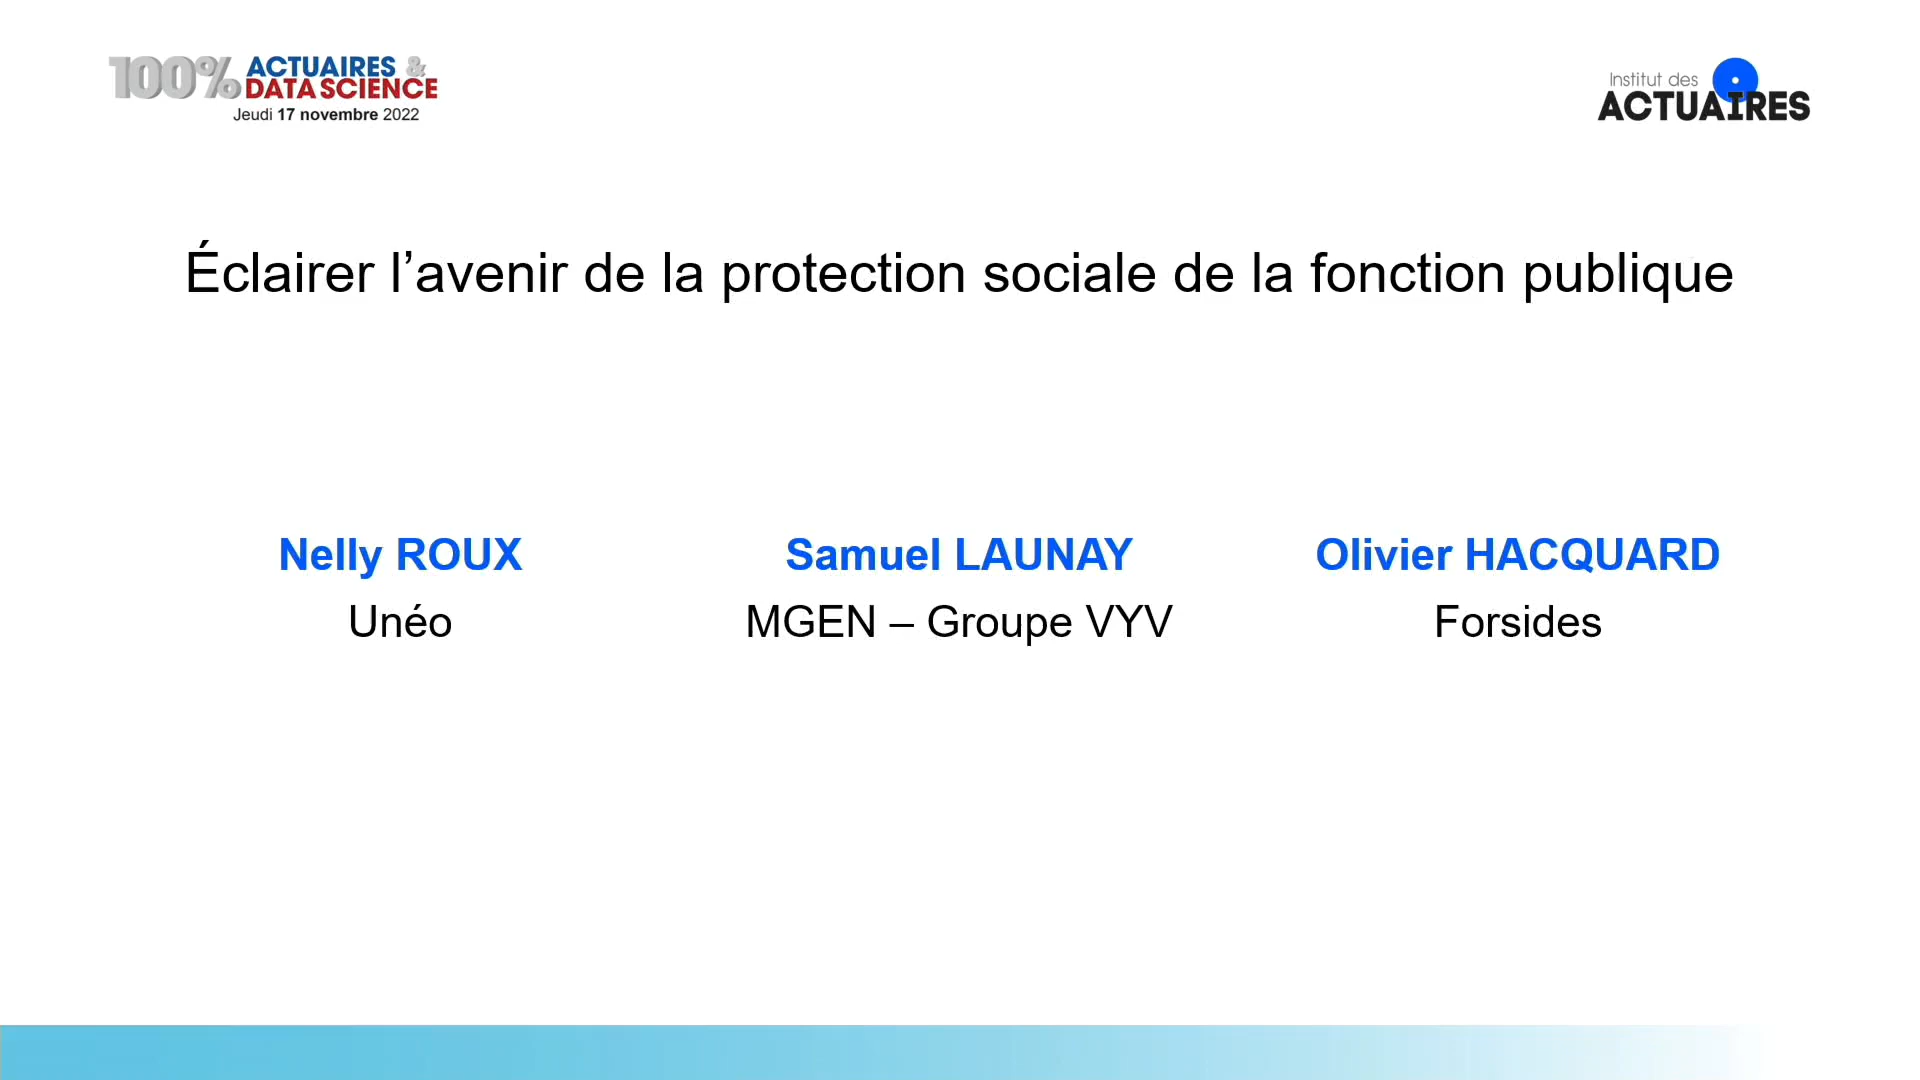 100% ACTUAIRES &
DATA SCIENCE
Jeudi 17 novembre 2022
Institut des
ACTUAIRES
Éclairer l’avenir de la protection sociale de la fonction publique
Nelly ROUX
Unéo
Samuel LAUNAY
MGEN – Groupe VYV
Olivier HACQUARD
Forsides